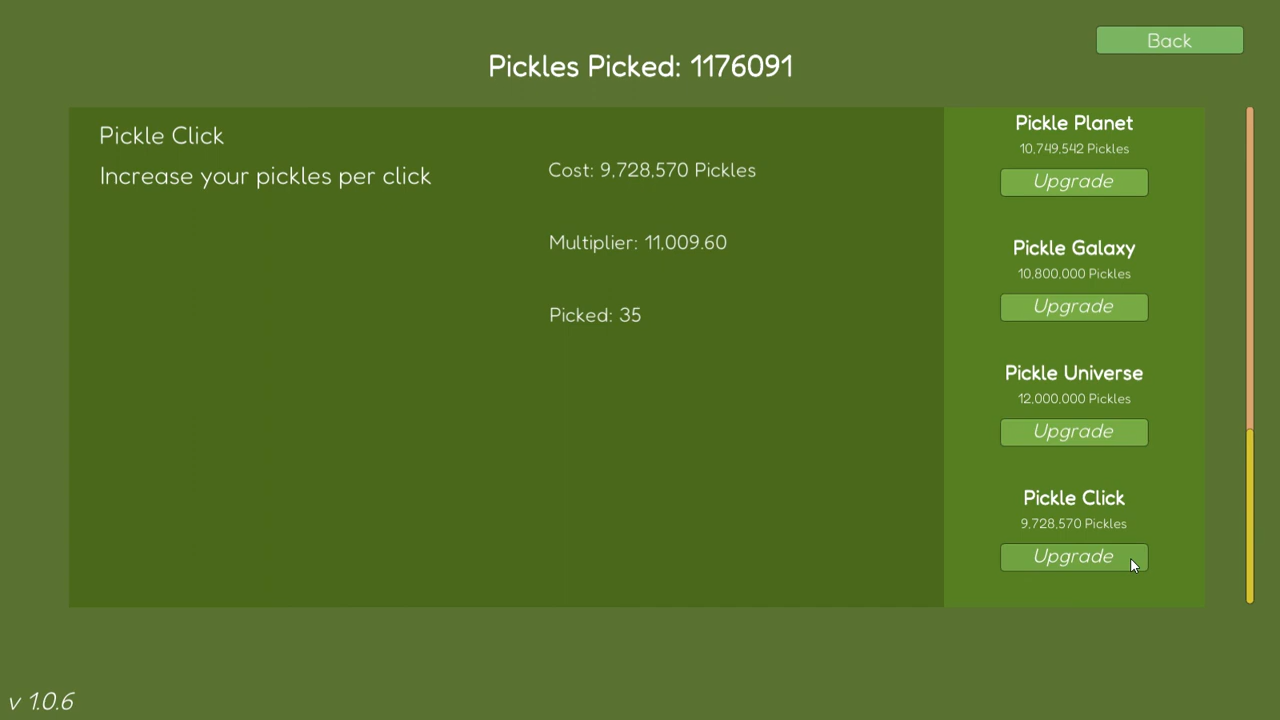 Back
Pickles Picked: 1176091
Pickle Click
Increase your pickles per click
Cost: 9,728,570 Pickles
Multiplier: 11,009.60
Picked: 35
Pickle Planet
10,749,542 Pickles
Upgrade
Pickle Galaxy
10,800,000 Pickles
Upgrade
Pickle Universe
12,000,000 Pickles
Upgrade
Pickle Click
9,728,570 Pickles
Upgrade
v 1.0.6